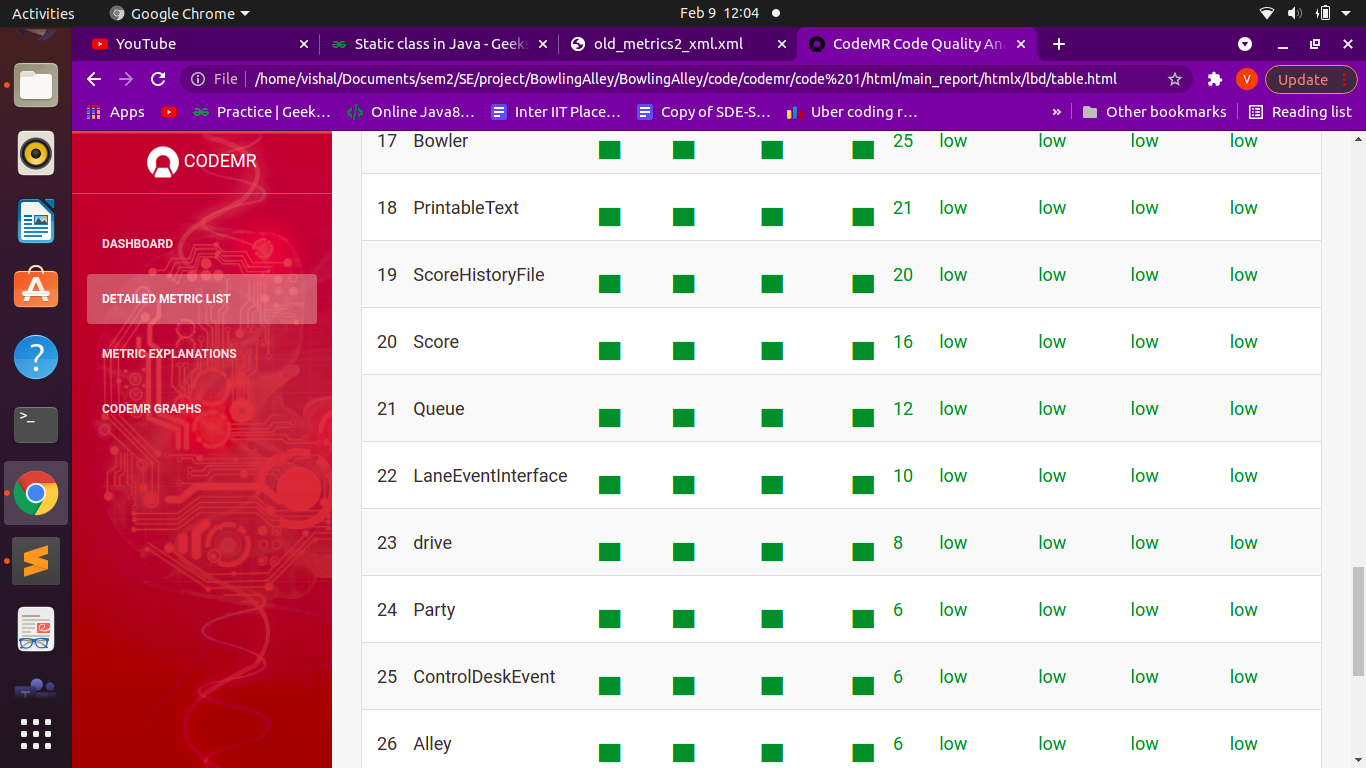 Activities Google Chrome Feb 9 12:04
YouTube Static class in Java - Geeks old_metrics2_xml.xml CodeMR Code Quality An
File /home/vishal/Documents/sem2/SE/project/BowlingAlley/BowlingAlley/code/codemr/code%201/html/main_report/htmlx/lbd/table.html V Update
Apps Practice | Geek... Online Java8... Inter IIT Place... Copy of SDE-S... Uber coding r... » Other bookmarks Reading list
CODEMR
DASHBOARD
DETAILED METRIC LIST
METRIC EXPLANATIONS
CODEMR GRAPHS
17 Bowler 25 low low low low
18 PrintableText 21 low low low low
19 ScoreHistoryFile 20 low low low low
20 Score 16 low low low low
21 Queue 12 low low low low
22 LaneEventInterface 10 low low low low
23 drive 8 low low low low
24 Party 6 low low low low
25 ControlDeskEvent 6 low low low low
26 Alley 6 low low low low